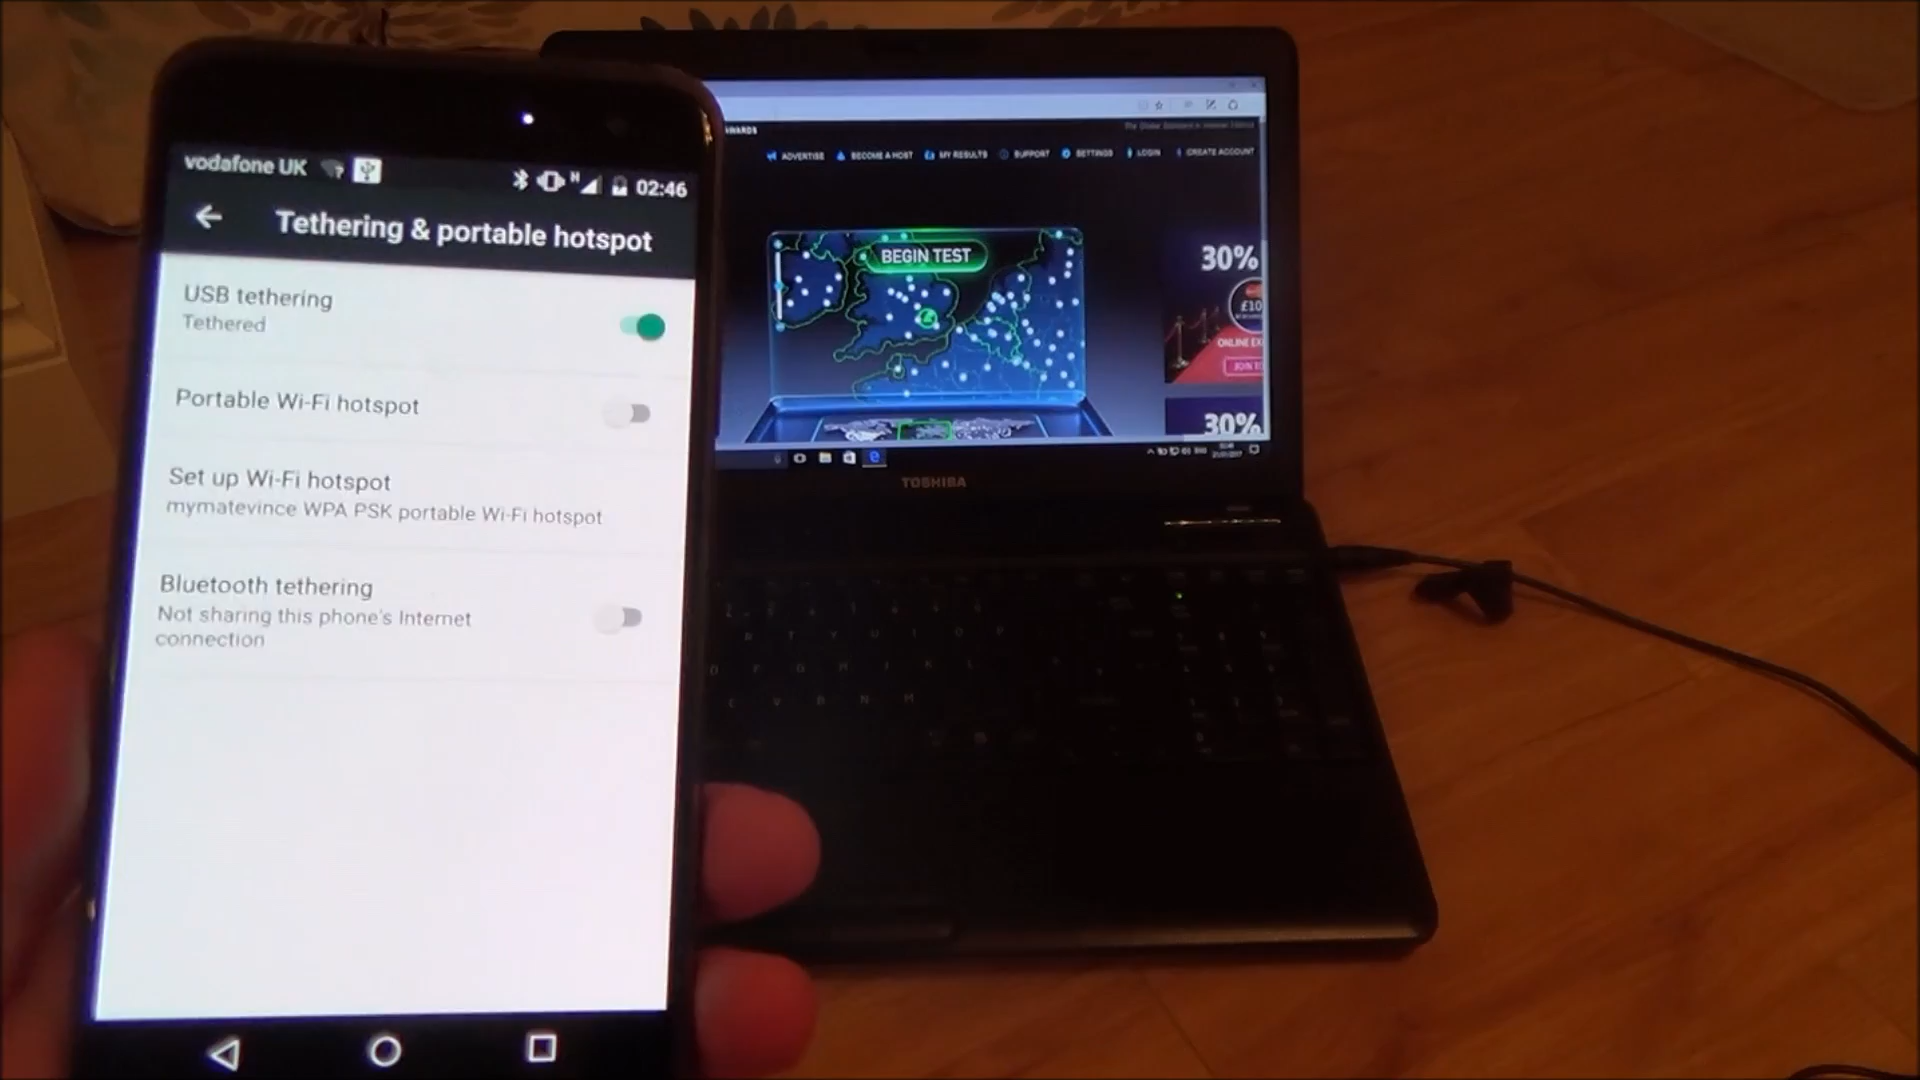 vodafone UK
H
02:46
Tethering & portable hotspot
USB tethering
Tethered
Portable Wi-Fi hotspot
Set up Wi-Fi hotspot
mymatevince WPA PSK portable Wi-Fi hotspot
Bluetooth tethering
Not sharing this phone's Internet
connection
ADVERTISE BECOME A HOST MY RESULTS SUPPORT SETTINGS LOGIN CREATE ACCOUNT
BEGIN TEST
30%
£10
ONLINE
30%
TOSHIBA